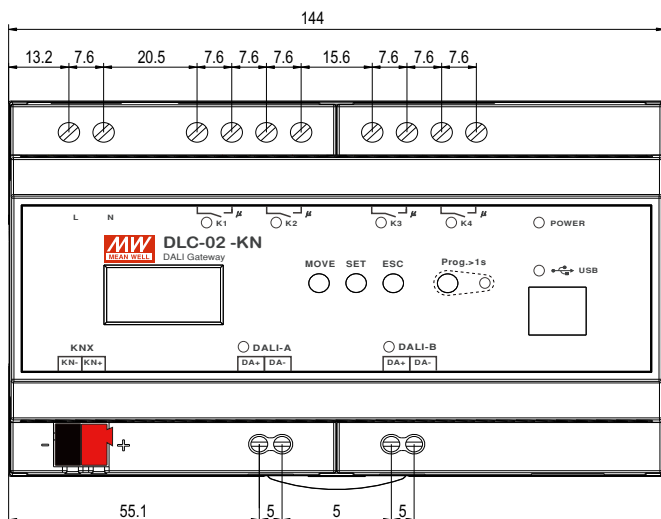 144
13.2 7.6 20.5 7.6 7.6 7.6 15.6 7.6 7.6 7.6
µ µ µ µ
K1 K2 K3 K4
L N POWER
MW
MEAN WELL
DLC-02 -KN
DALI Gateway
MOVE SET ESC Prog.>1s
USB
KNX DALI-A DALI-B
KN- KN+ DA+ DA- DA+ DA-
- +
55.1 5 5 5